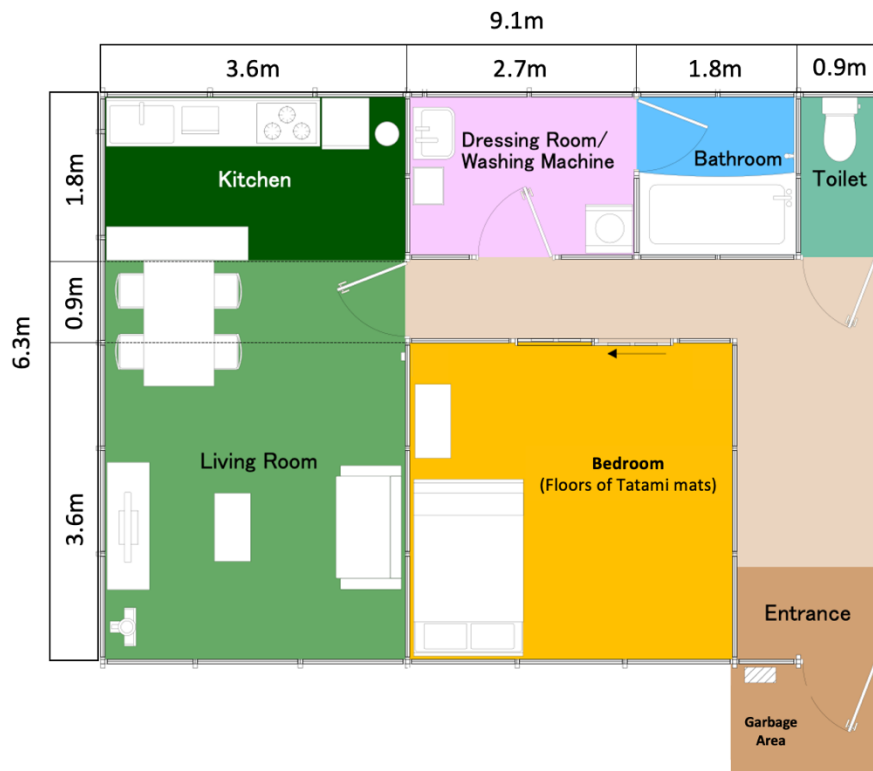 9.1m
3.6m
2.7m
1.8m
0.9m
6.3m
1.8m
0.9m
3.6m
Kitchen
Dressing Room/
Washing Machine
Bathroom
Toilet
Living Room
Bedroom
(Floors of Tatami mats)
Entrance
Garbage
Area